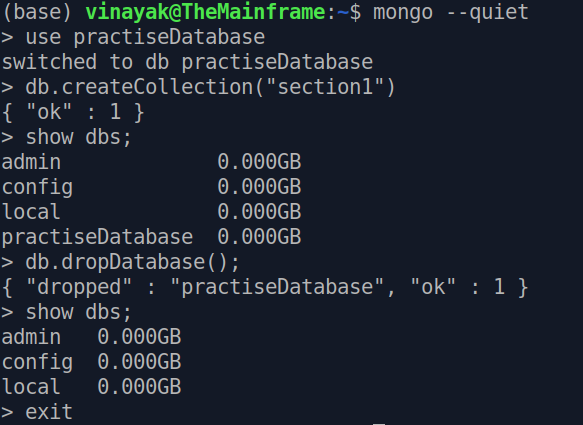 (base) vinayak@TheMainframe:~$ mongo --quiet
> use practiseDatabase
switched to db practiseDatabase
> db.createCollection("section1")
{ "ok" : 1 }
> show dbs;
admin             0.000GB
config            0.000GB
local             0.000GB
practiseDatabase  0.000GB
> db.dropDatabase();
{ "dropped" : "practiseDatabase", "ok" : 1 }
> show dbs;
admin   0.000GB
config  0.000GB
local   0.000GB
> exit